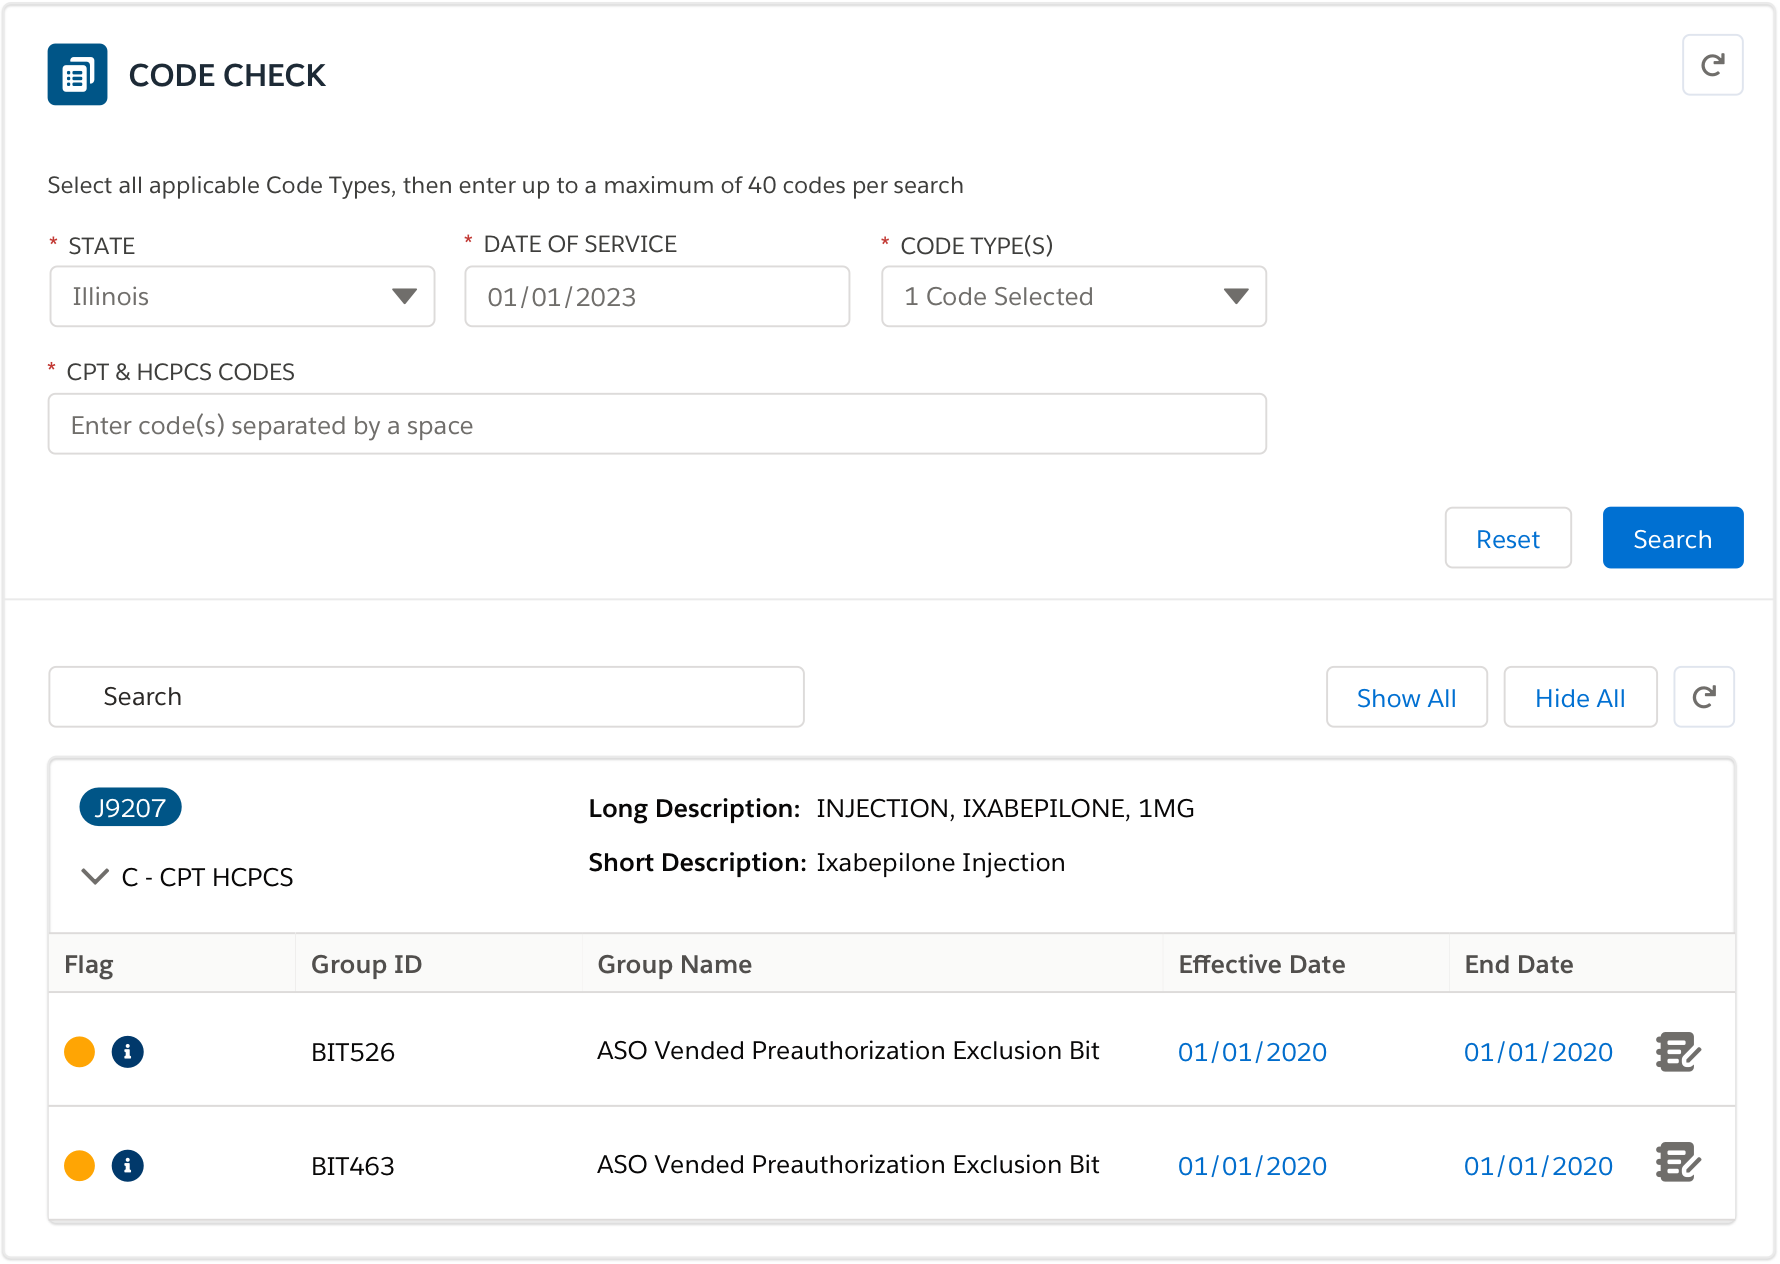 CODE CHECK
Select all applicable Code Types, then enter up to a maximum of 40 codes per search
* STATE * DATE OF SERVICE * CODE TYPE(S)
Illinois 01/01/2023 1 Code Selected
* CPT & HCPCS CODES
Enter code(s) separated by a space
Reset Search
Search Show All Hide All
J9207 Long Description: INJECTION, IXABEPILONE, 1MG
Short Description: Ixabepilone Injection
C - CPT HCPCS
Flag Group ID Group Name Effective Date End Date
BIT526 ASO Vended Preauthorization Exclusion Bit 01/01/2020 01/01/2020
BIT463 ASO Vended Preauthorization Exclusion Bit 01/01/2020 01/01/2020